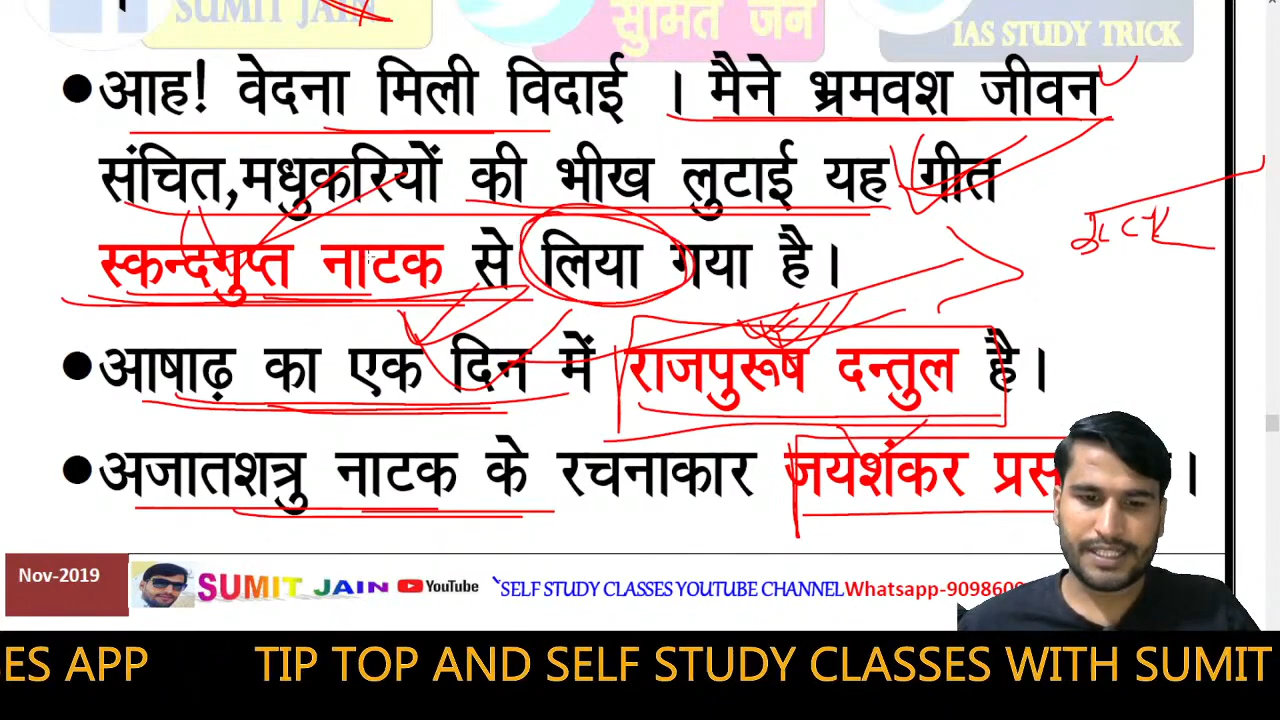 SUMIT JAIN
सुमित जैन
IAS STUDY TRICK
•आह! वेदना मिली विदाई । मैने भ्रमवश जीवन
संचित,मधुकरियों की भीख लुटाई यह गीत
स्कन्दगुप्त नाटक से लिया गया है।
•आषाढ़ का एक दिन में राजपुरूष दन्तुल है।
•अजातशत्रु नाटक के रचनाकार जयशंकर
Nov-2019
SUMIT JAIN YouTube `SELF STUDY CLASSES YOUTUBE CHANNEL Whatsapp-909860
ES APP TIP TOP AND SELF STUDY CLASSES WITH SUMIT